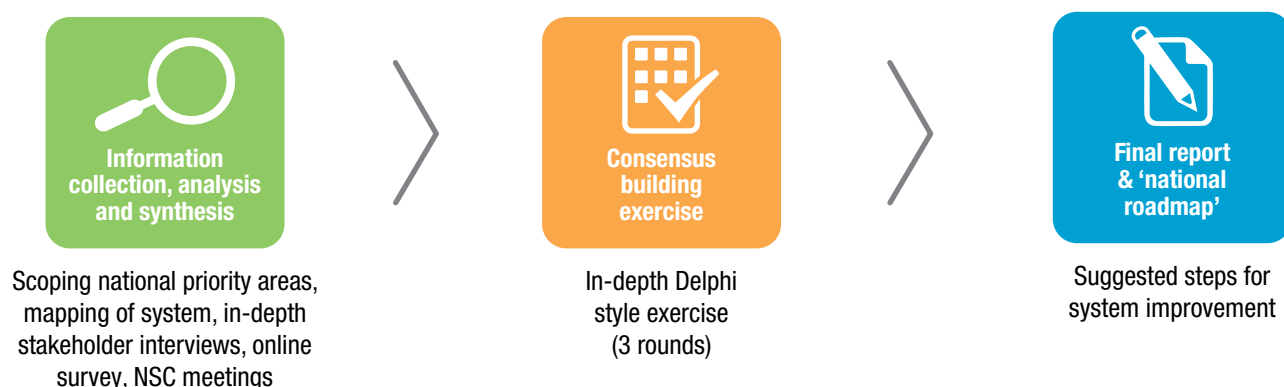 Information
collection, analysis
and synthesis
Scoping national priority areas,
mapping of system, in-depth
stakeholder interviews, online
survey, NSC meetings
Consensus
building
exercise
In-depth Delphi
style exercise
(3 rounds)
Final report
& ‘national
roadmap’
Suggested steps for
system improvement